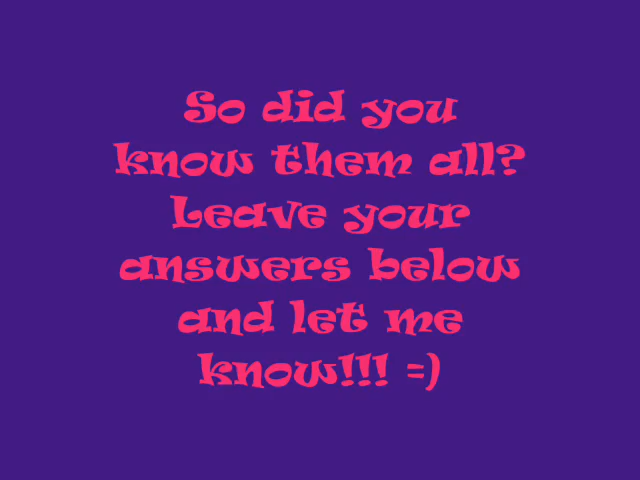 So did you
know them all?
Leave your
answers below
and let me
know!!! =)